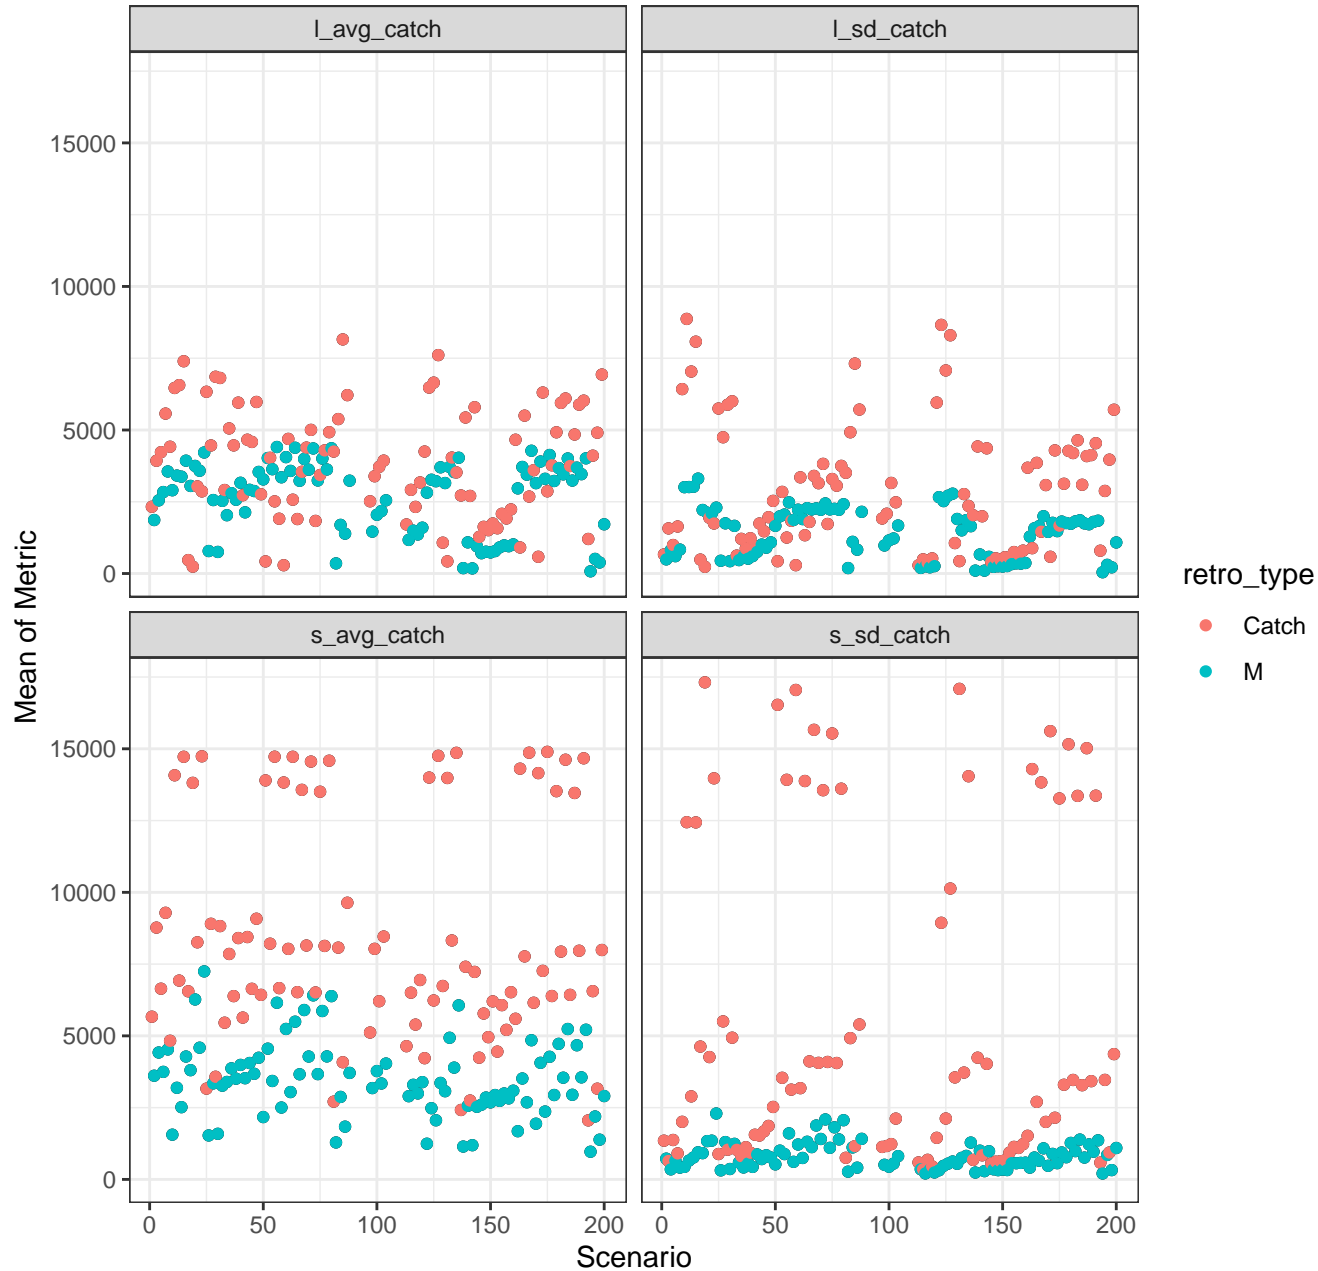 l_avg_catch
l_sd_catch
15000
10000
5000
0
s_avg_catch
s_sd_catch
15000
10000
5000
0
0 50 100 150 200
0 50 100 150 200
Scenario
Mean of Metric
retro_type
Catch
M